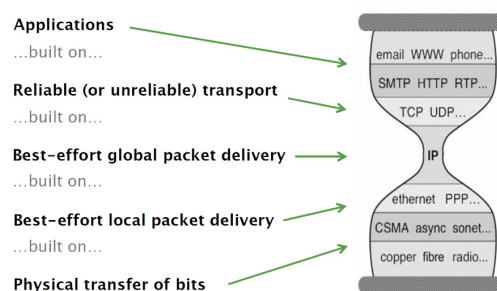 Applications
...built on...
Reliable (or unreliable) transport
...built on...
Best-effort global packet delivery
...built on...
Best-effort local packet delivery
...built on...
Physical transfer of bits
email WWW phone...
SMTP HTTP RTP...
TCP UDP...
IP
ethernet PPP...
CSMA async sonet...
copper fibre radio...